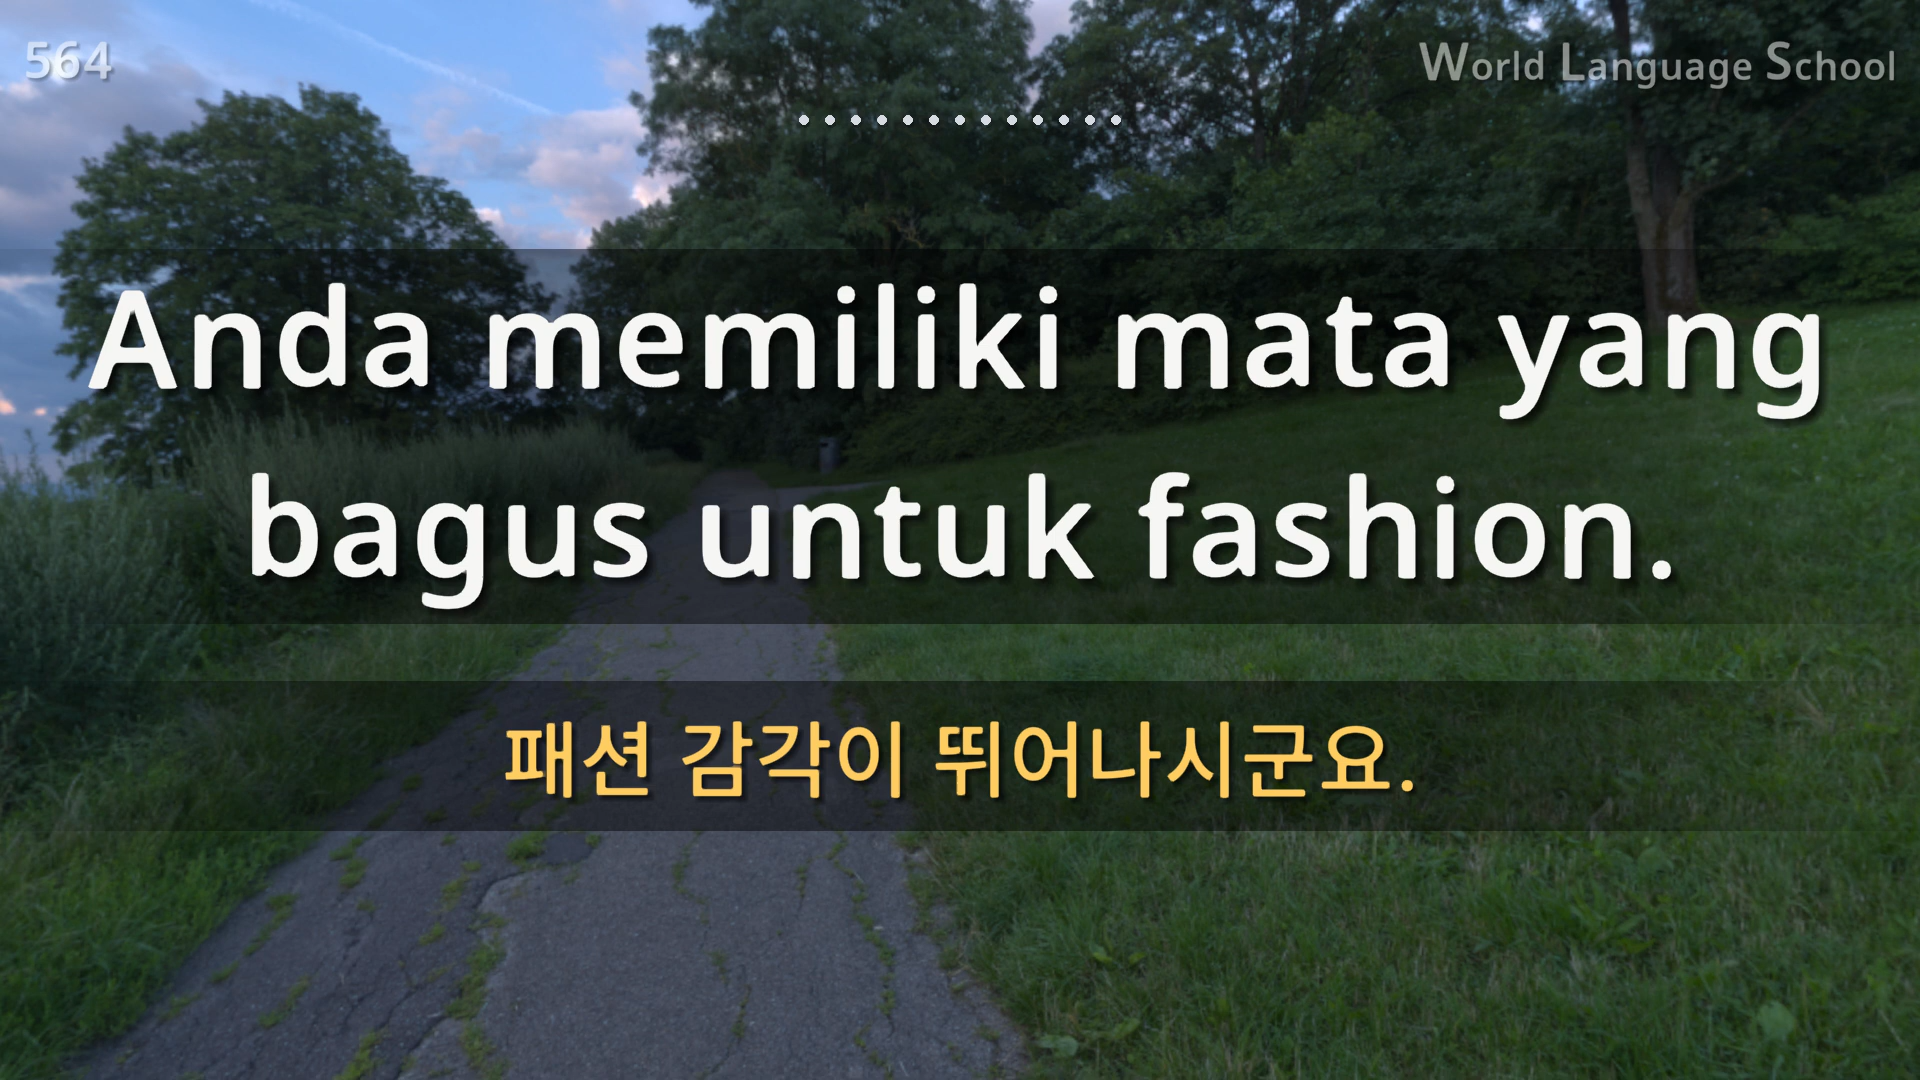 564
World Language School
Anda memiliki mata yang
bagus untuk fashion.
패션 감각이 뛰어나시군요.